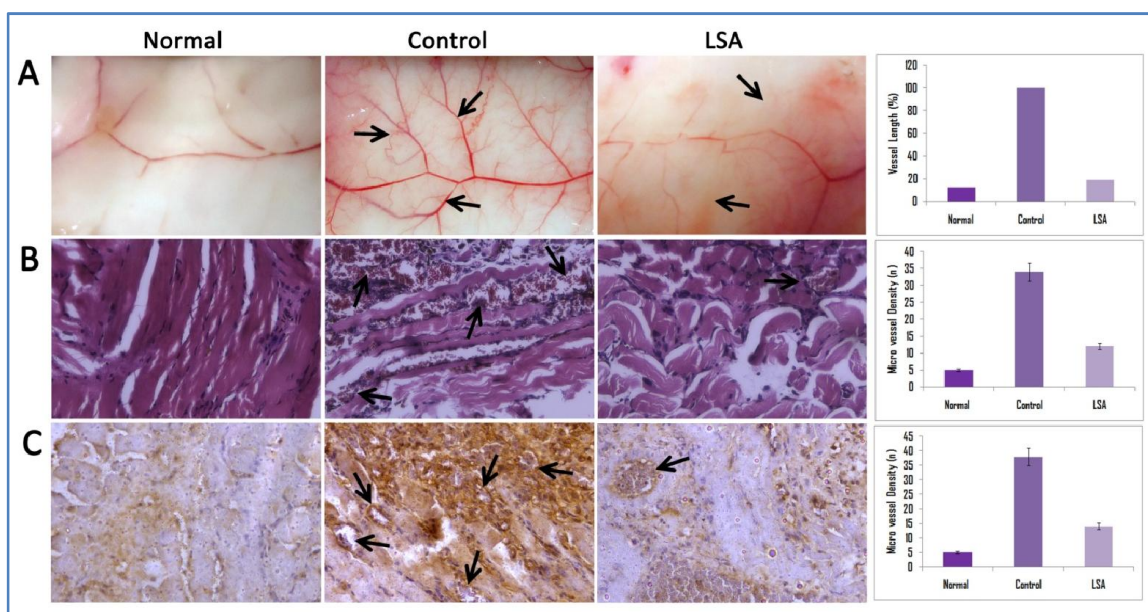 Normal
Control
LSA
A
Vessel Length (%)
120
100
80
60
40
20
0
Normal
Control
LSA
B
Micro vessel Density (n)
40
35
30
25
20
15
10
5
0
Normal
Control
LSA
C
Micro vessel Density (n)
45
40
35
30
25
20
15
10
5
0
Normal
Control
LSA